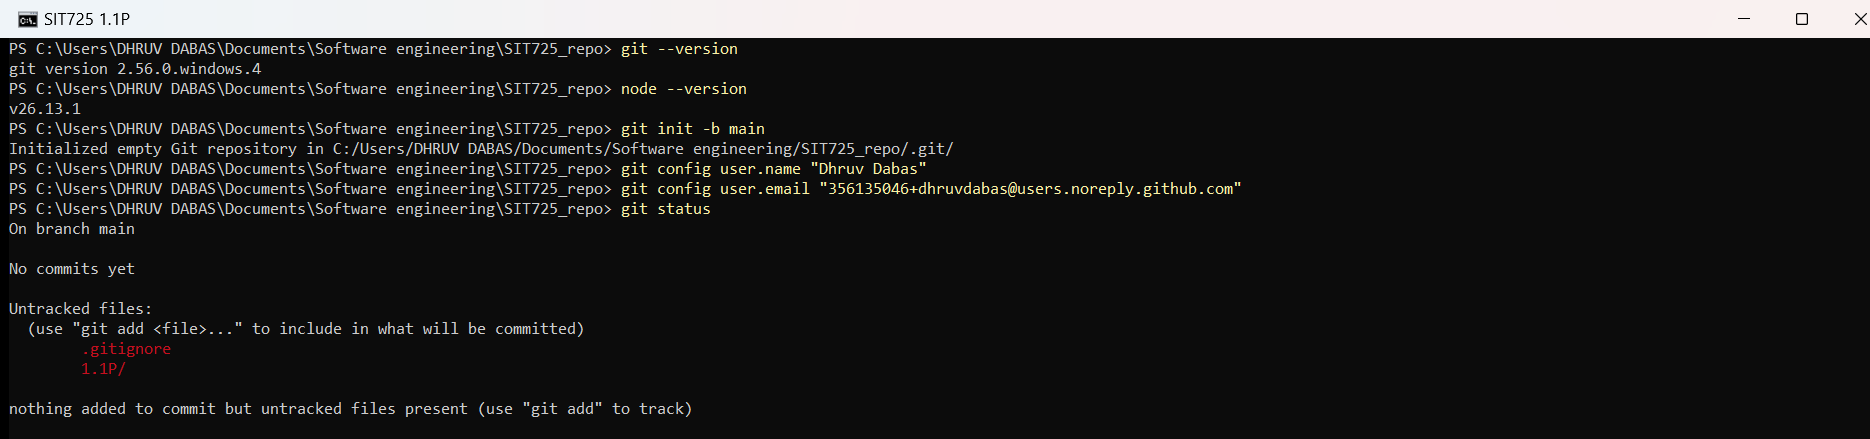 SIT725 1.1P
PS C:\Users\DHRUV DABAS\Documents\Software engineering\SIT725_repo> git --version
git version 2.56.0.windows.4
PS C:\Users\DHRUV DABAS\Documents\Software engineering\SIT725_repo> node --version
v26.13.1
PS C:\Users\DHRUV DABAS\Documents\Software engineering\SIT725_repo> git init -b main
Initialized empty Git repository in C:/Users/DHRUV DABAS/Documents/Software engineering/SIT725_repo/.git/
PS C:\Users\DHRUV DABAS\Documents\Software engineering\SIT725_repo> git config user.name "Dhruv Dabas"
PS C:\Users\DHRUV DABAS\Documents\Software engineering\SIT725_repo> git config user.email "356135046+dhruvdabas@users.noreply.github.com"
PS C:\Users\DHRUV DABAS\Documents\Software engineering\SIT725_repo> git status
On branch main

No commits yet

Untracked files:
  (use "git add <file>..." to include in what will be committed)
        .gitignore
        1.1P/

nothing added to commit but untracked files present (use "git add" to track)